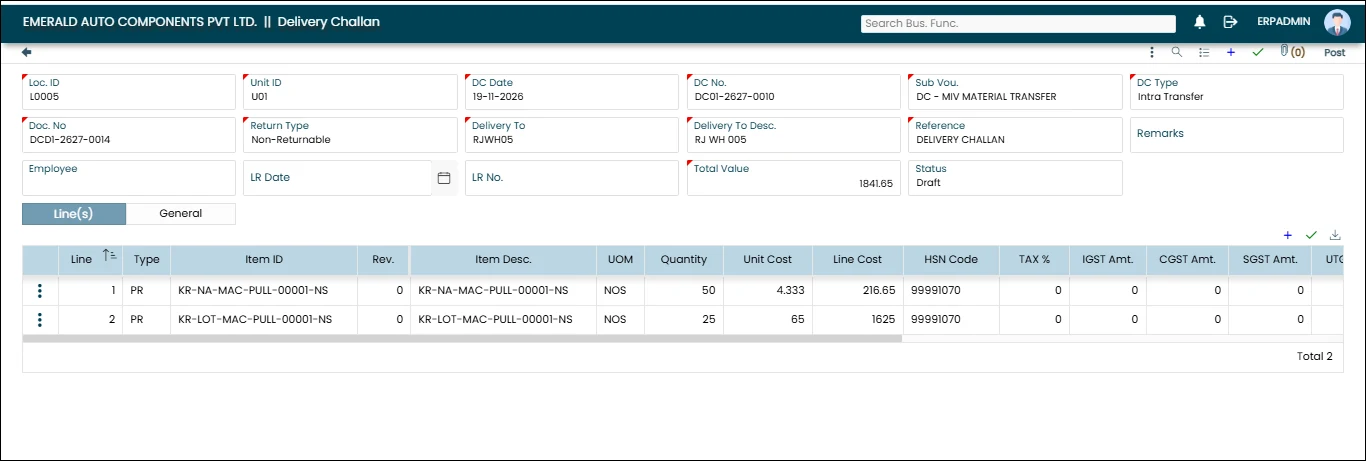 EMERALD AUTO COMPONENTS PVT LTD. || Delivery Challan Search Bus. Func. ERPADMIN
(0) Post
Loc. ID Unit ID DC Date DC No. Sub Vou. DC Type
L0005 U01 19-11-2026 DC01-2627-0010 DC - MIV MATERIAL TRANSFER Intra Transfer
Doc. No Return Type Delivery To Delivery To Desc. Reference Remarks
DCD1-2627-0014 Non-Returnable RJWH05 RJ WH 005 DELIVERY CHALLAN
Employee LR Date LR No. Total Value Status
1841.65 Draft
Line(s) General
Line Type Item ID Rev. Item Desc. UOM Quantity Unit Cost Line Cost HSN Code TAX % IGST Amt. CGST Amt. SGST Amt. UTG
1 PR KR-NA-MAC-PULL-00001-NS 0 KR-NA-MAC-PULL-00001-NS NOS 50 4.333 216.65 99991070 0 0 0 0
2 PR KR-LOT-MAC-PULL-00001-NS 0 KR-LOT-MAC-PULL-00001-NS NOS 25 65 1625 99991070 0 0 0 0
Total 2